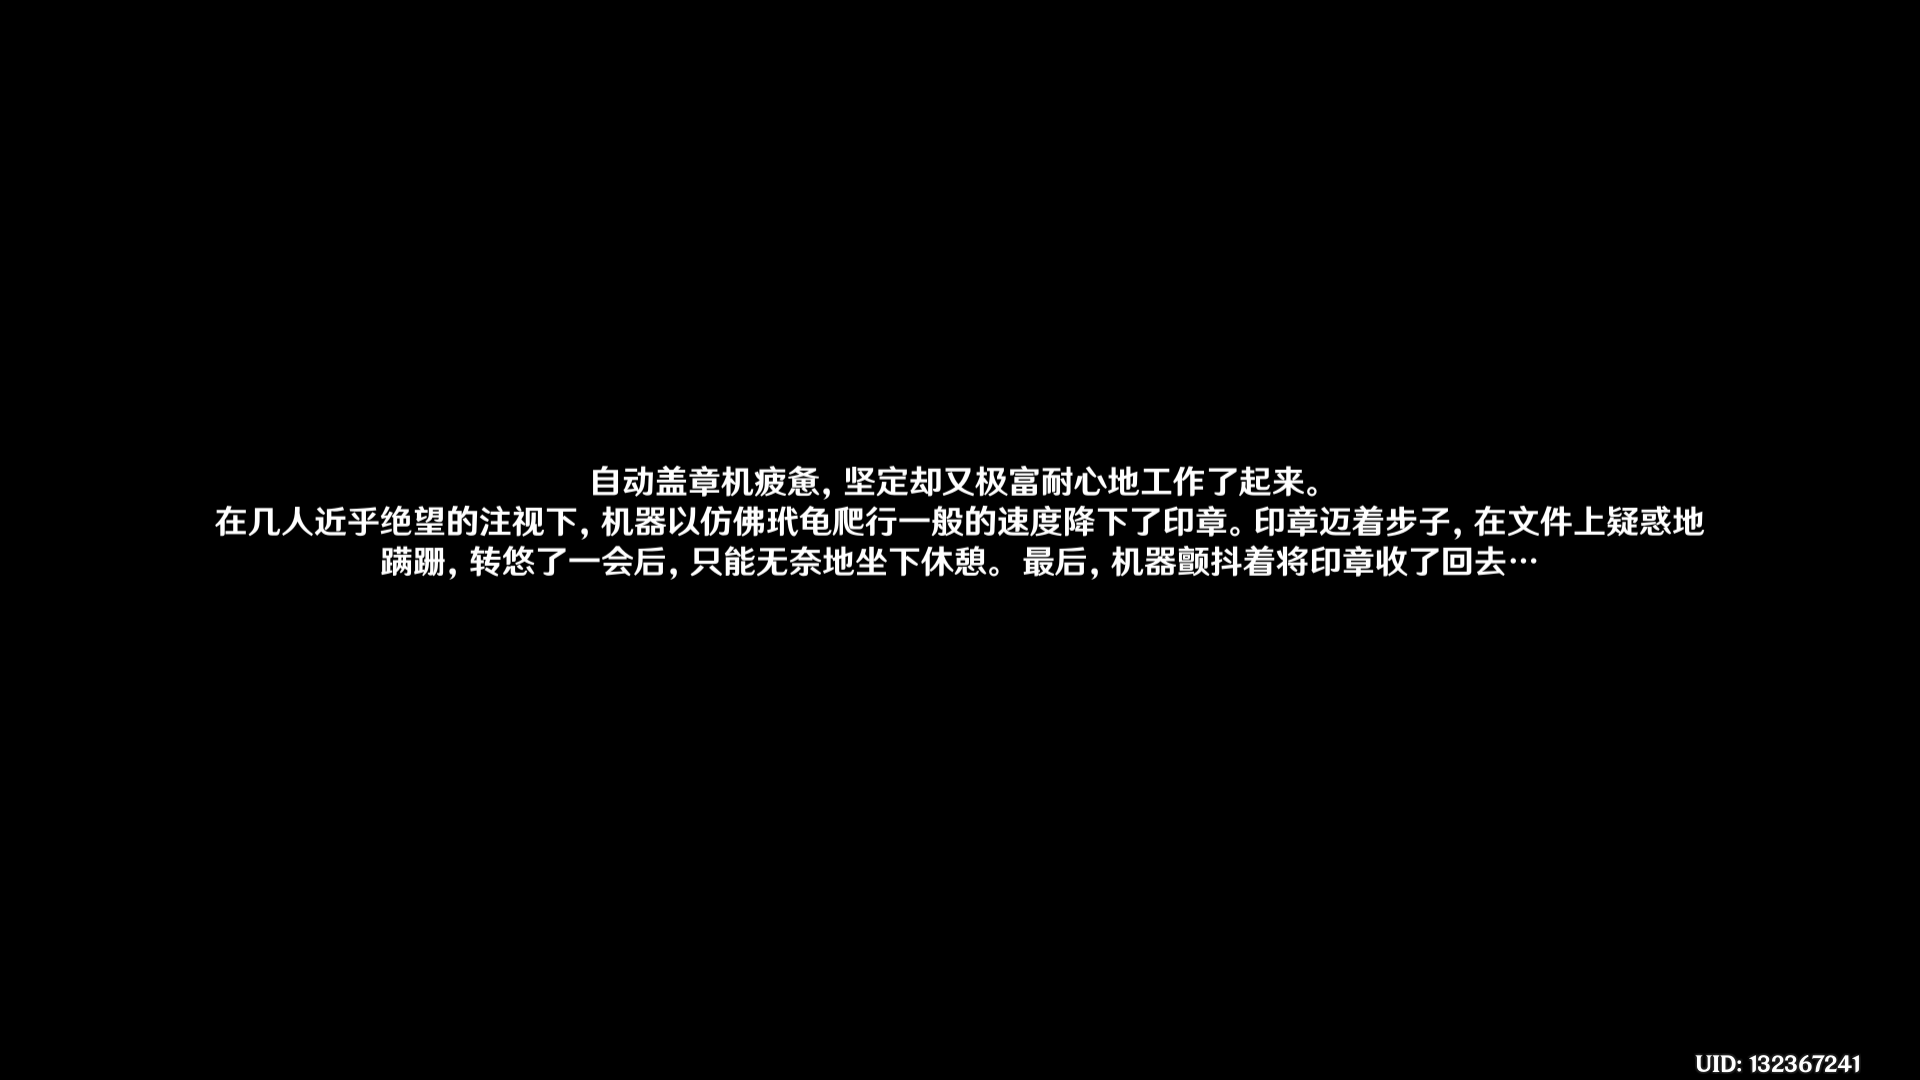 自动盖章机疲惫，坚定却又极富耐心地工作了起来。
在几人近乎绝望的注视下，机器以仿佛玳龟爬行一般的速度降下了印章。印章迈着步子，在文件上疑惑地
蹒跚，转悠了一会后，只能无奈地坐下休憩。最后，机器颤抖着将印章收了回去…
UID: 132367241